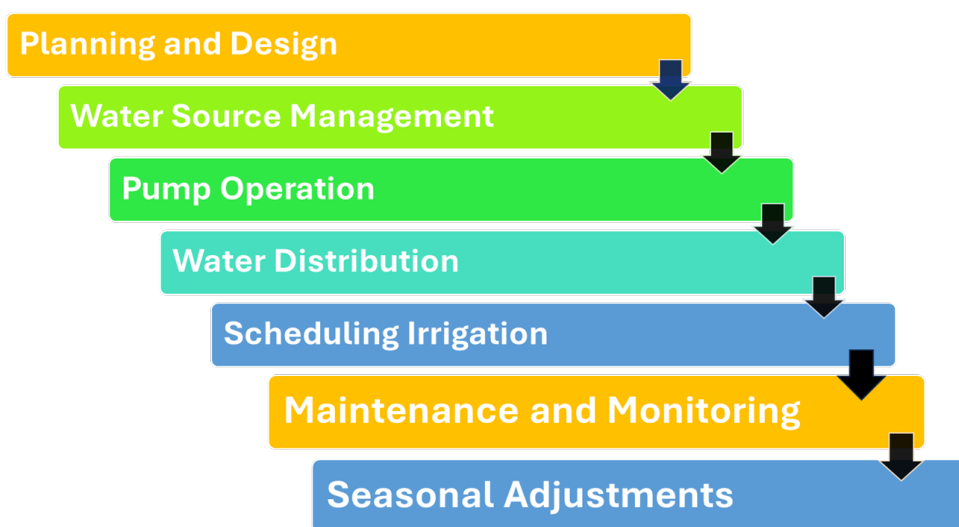 Planning and Design
Water Source Management
Pump Operation
Water Distribution
Scheduling Irrigation
Maintenance and Monitoring
Seasonal Adjustments